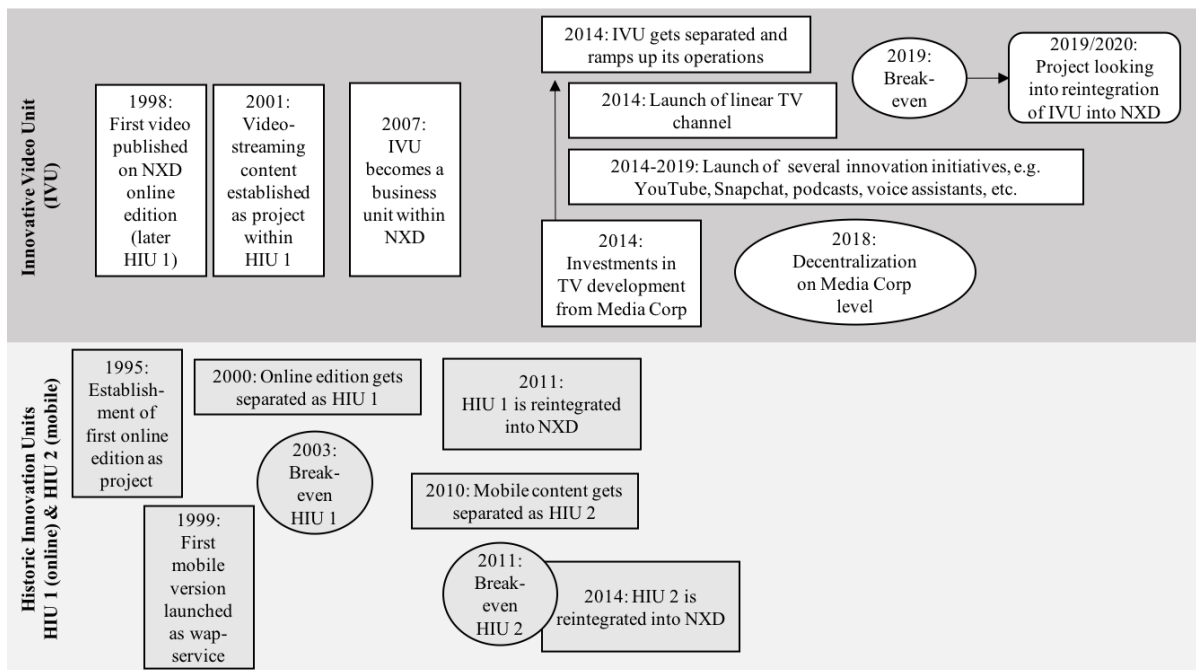 Innovative Video Unit
(IVU)
1998:
First video
published
on NXD
online
edition
(later
HIU 1)
2001:
Video-
streaming
content
established
as project
within
HIU 1
2007:
IVU
becomes a
business
unit within
NXD
2014: IVU gets separated and
ramps up its operations
2014: Launch of linear TV
channel
2014-2019: Launch of several innovation initiatives, e.g.
YouTube, Snapchat, podcasts, voice assistants, etc.
2014:
Investments in
TV development
from Media Corp
2018:
Decentralization
on Media Corp
level
2019:
Break-
even
2019/2020:
Project looking
into reintegration
of IVU into NXD
Historic Innovation Units
HIU 1 (online) & HIU 2 (mobile)
1995:
Establish-
ment of
first online
edition as
project
1999:
First
mobile
version
launched
as wap-
service
2000: Online edition gets
separated as HIU 1
2003:
Break-
even
HIU 1
2011:
HIU 1 is reintegrated
into NXD
2010: Mobile content gets
separated as HIU 2
2011:
Break-
even
HIU 2
2014: HIU 2 is
reintegrated into NXD